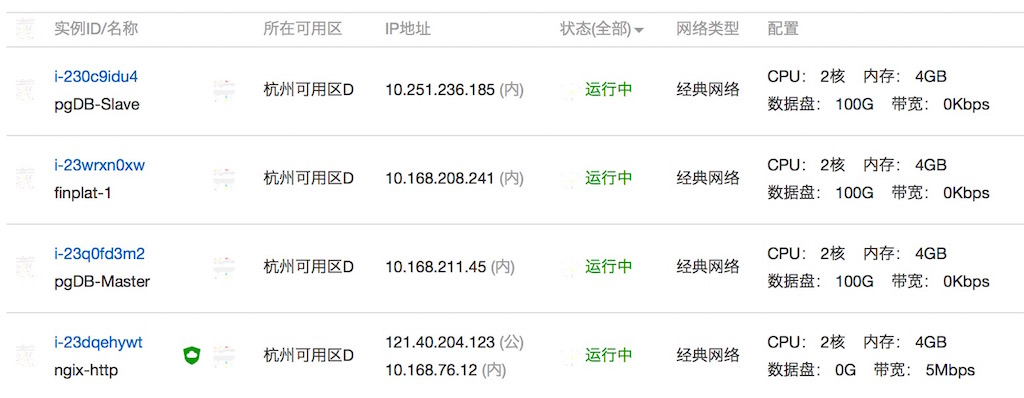 实例ID/名称 所在可用区 IP地址 状态(全部) 网络类型 配置
i-230c9idu4
pgDB-Slave
杭州可用区D
10.251.236.185 (内)
运行中
经典网络
CPU： 2核 内存： 4GB
数据盘： 100G 带宽： 0Kbps
i-23wrxn0xw
finplat-1
杭州可用区D
10.168.208.241 (内)
运行中
经典网络
CPU： 2核 内存： 4GB
数据盘： 100G 带宽： 0Kbps
i-23q0fd3m2
pgDB-Master
杭州可用区D
10.168.211.45 (内)
运行中
经典网络
CPU： 2核 内存： 4GB
数据盘： 100G 带宽： 0Kbps
i-23dqehywt
ngix-http
杭州可用区D
121.40.204.123 (公)
10.168.76.12 (内)
运行中
经典网络
CPU： 2核 内存： 4GB
数据盘： 0G 带宽： 5Mbps